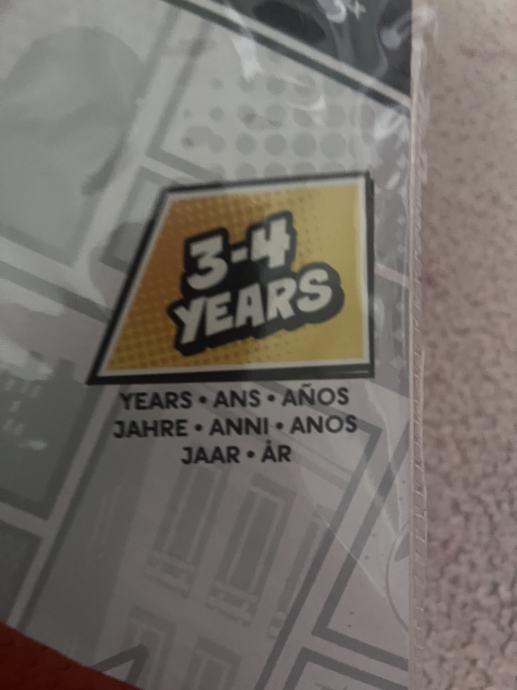 3-4
YEARS
YEARS • ANS • AÑOS
JAHRE • ANNI • ANOS
JAAR • ÅR